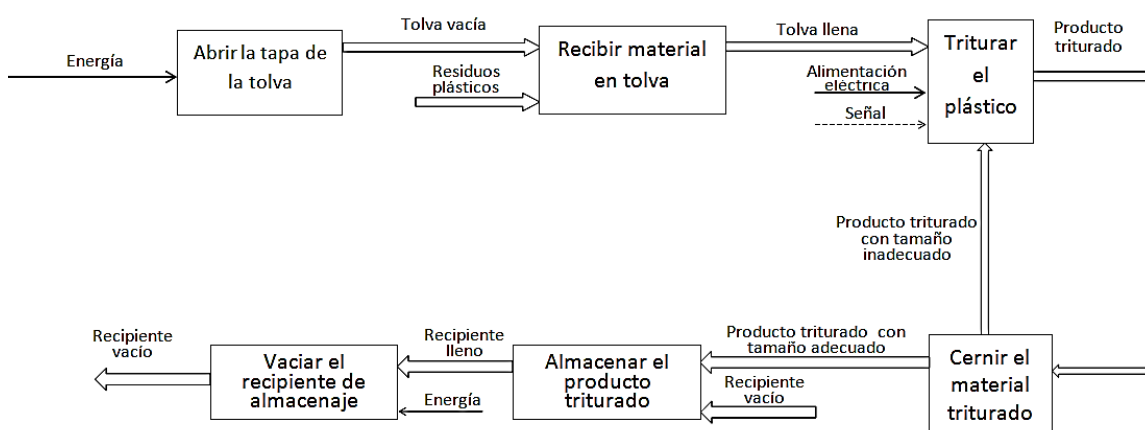 Energía
Abrir la tapa de
la tolva
Tolva vacía
Residuos
plásticos
Recibir material
en tolva
Tolva llena
Alimentación
eléctrica
Señal
Triturar
el
plástico
Producto
triturado
Producto triturado
con tamaño
inadecuado
Recipiente
vacío
Vaciar el
recipiente de
almacenaje
Recipiente
lleno
Energía
Almacenar el
producto
triturado
Producto triturado con
tamaño adecuado
Recipiente
vacío
Cernir el
material
triturado